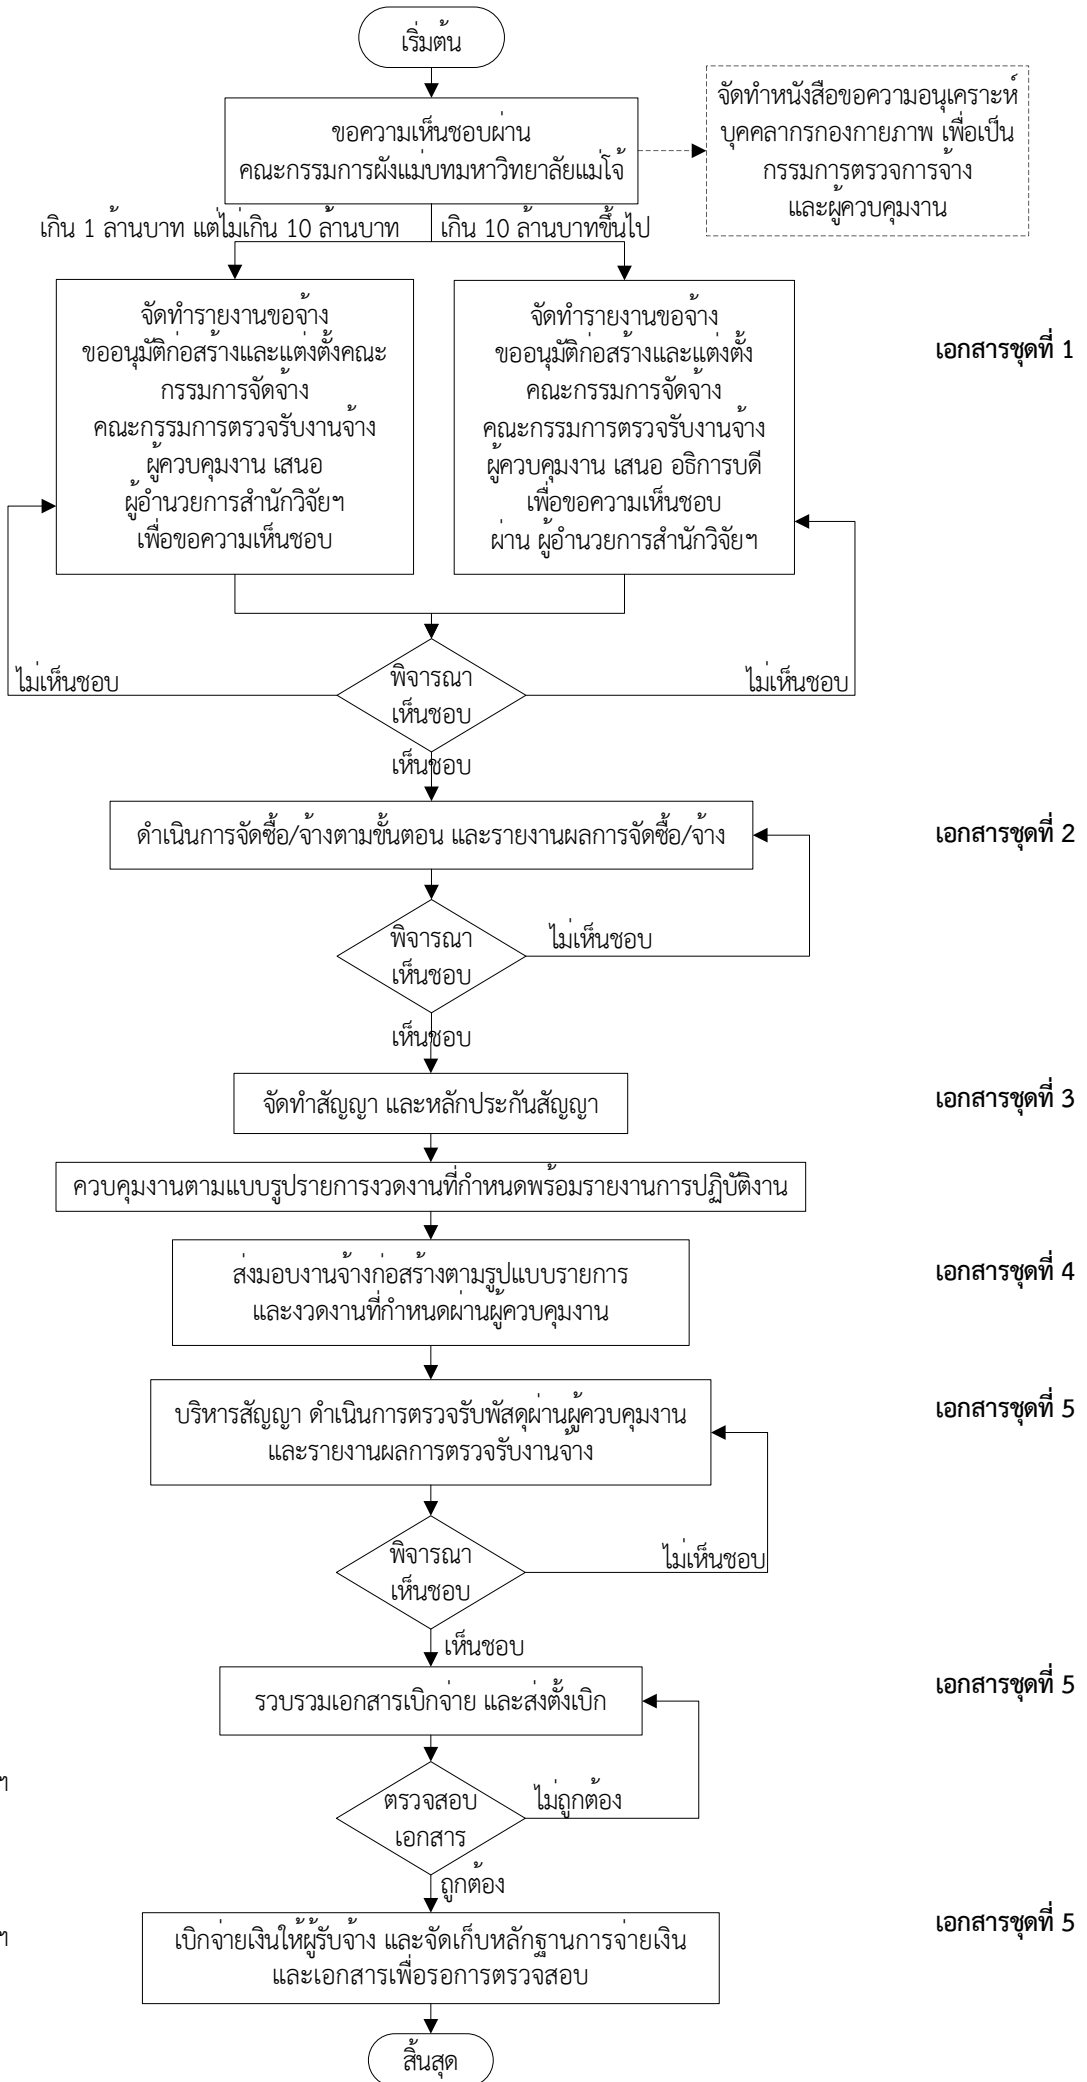 เริ่มต้น
ขอความเห็นชอบผ่าน
คณะกรรมการผังแม่บทมหาวิทยาลัยแม่โจ้
จัดทำหนังสือขอความอนุเคราะห์
บุคคลากรกองกายภาพ เพื่อเป็น
กรรมการตรวจการจ้าง
และผู้ควบคุมงาน
เกิน 1 ล้านบาท แต่ไม่เกิน 10 ล้านบาท
เกิน 10 ล้านบาทขึ้นไป
จัดทำรายงานขอจ้าง
ขออนุมัติก่อสร้างและแต่งตั้งคณะ
กรรมการจัดจ้าง
คณะกรรมการตรวจรับงานจ้าง
ผู้ควบคุมงาน เสนอ
ผู้อำนวยการสำนักวิจัยฯ
เพื่อขอความเห็นชอบ
จัดทำรายงานขอจ้าง
ขออนุมัติก่อสร้างและแต่งตั้ง
คณะกรรมการจัดจ้าง
คณะกรรมการตรวจรับงานจ้าง
ผู้ควบคุมงาน เสนอ อธิการบดี
เพื่อขอความเห็นชอบ
ผ่าน ผู้อำนวยการสำนักวิจัยฯ
เอกสารชุดที่ 1
ไม่เห็นชอบ
พิจารณา
เห็นชอบ
ไม่เห็นชอบ
เห็นชอบ
ดำเนินการจัดซื้อ/จ้างตามขั้นตอน และรายงานผลการจัดซื้อ/จ้าง
เอกสารชุดที่ 2
พิจารณา
เห็นชอบ
ไม่เห็นชอบ
เห็นชอบ
จัดทำสัญญา และหลักประกันสัญญา
เอกสารชุดที่ 3
ควบคุมงานตามแบบรูปรายการงวดงานที่กำหนดพร้อมรายงานการปฏิบัติงาน
ส่งมอบงานจ้างก่อสร้างตามรูปแบบรายการ
และงวดงานที่กำหนดผ่านผู้ควบคุมงาน
เอกสารชุดที่ 4
บริหารสัญญา ดำเนินการตรวจรับพัสดุผ่านผู้ควบคุมงาน
และรายงานผลการตรวจรับงานจ้าง
เอกสารชุดที่ 5
พิจารณา
เห็นชอบ
ไม่เห็นชอบ
เห็นชอบ
รวบรวมเอกสารเบิกจ่าย และส่งตั้งเบิก
เอกสารชุดที่ 5
ฯ
ตรวจสอบ
เอกสาร
ไม่ถูกต้อง
ถูกต้อง
เบิกจ่ายเงินให้ผู้รับจ้าง และจัดเก็บหลักฐานการจ่ายเงิน
และเอกสารเพื่อรอการตรวจสอบ
เอกสารชุดที่ 5
ฯ
สิ้นสุด